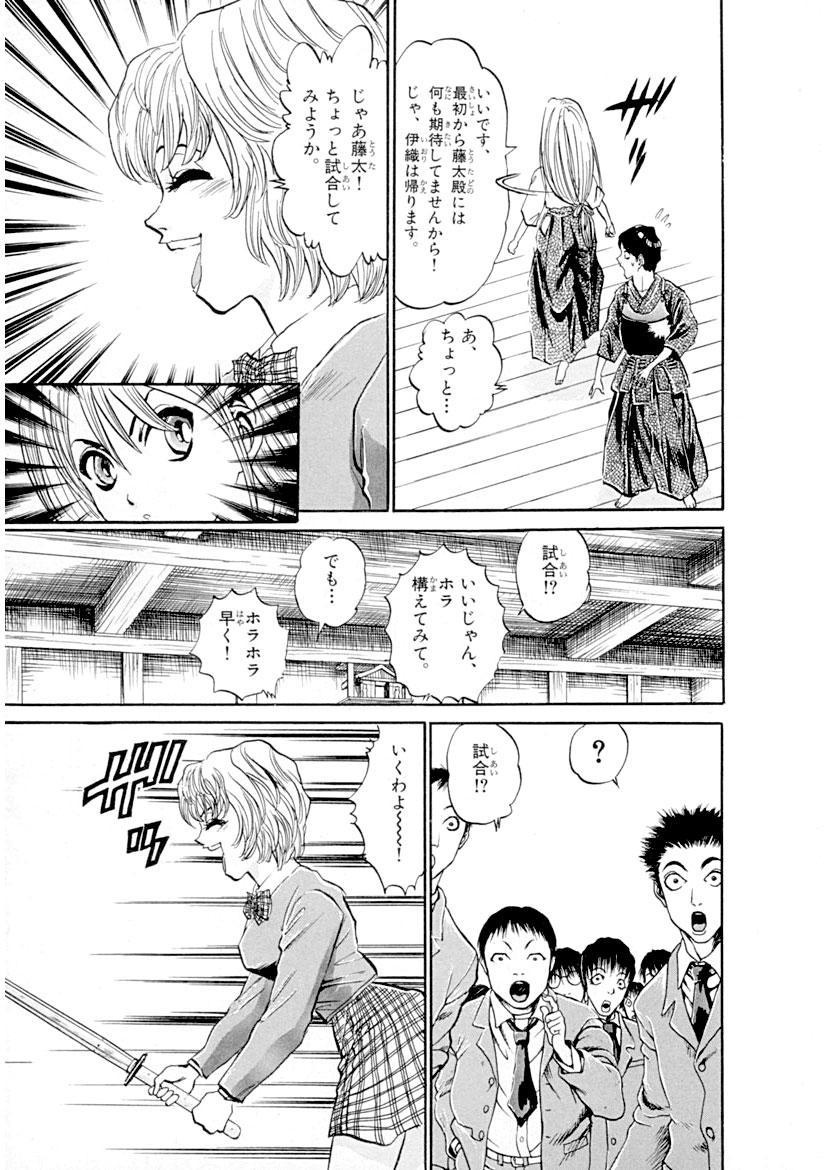 いいです、
最初から藤太殿には
何も期待してませんから!
じゃ、伊織は帰ります。
あ、
ちょっと…
じゃあ藤太!
ちょっと試合して
みようか。
試合!?
いいじゃん、
ホラ
構えてみて。
でも…
ホラホラ
早く!
?
試合!?
いくわよ〜〜!